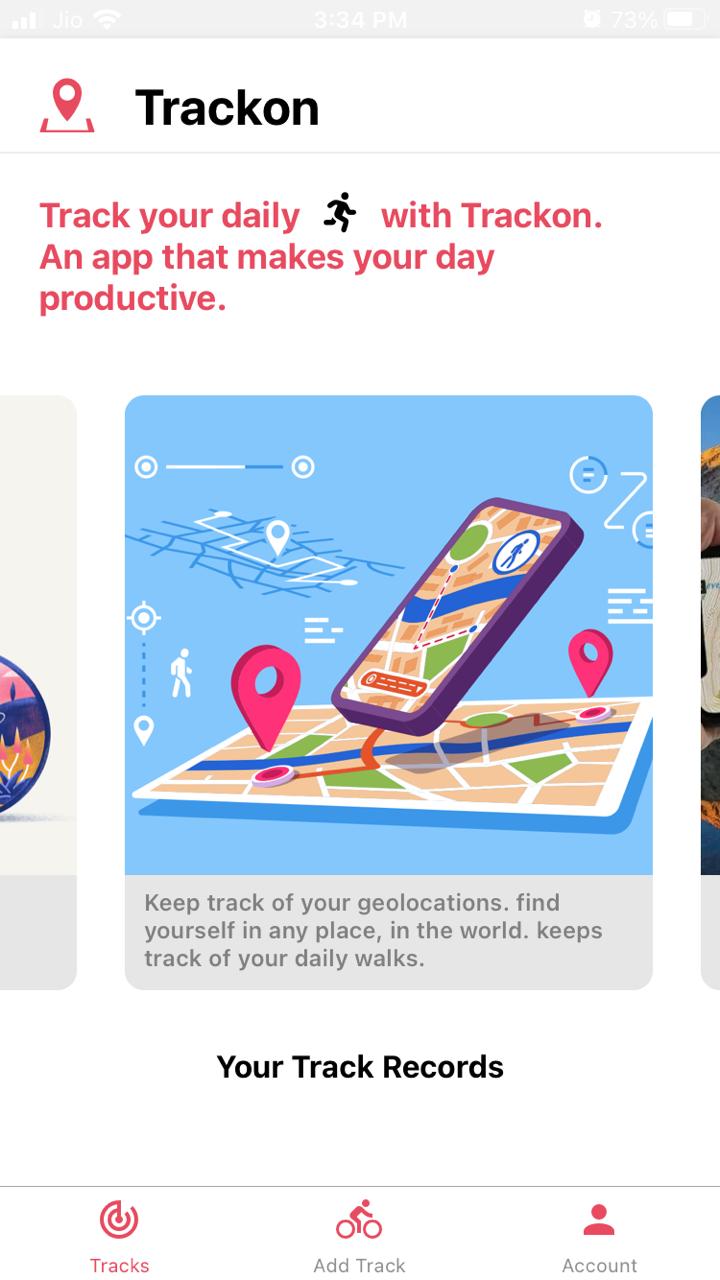 Jio 3:34 PM 73%
Trackon
Track your daily with Trackon.
An app that makes your day
productive.
Keep track of your geolocations. find
yourself in any place, in the world. keeps
track of your daily walks.
Your Track Records
Tracks Add Track Account